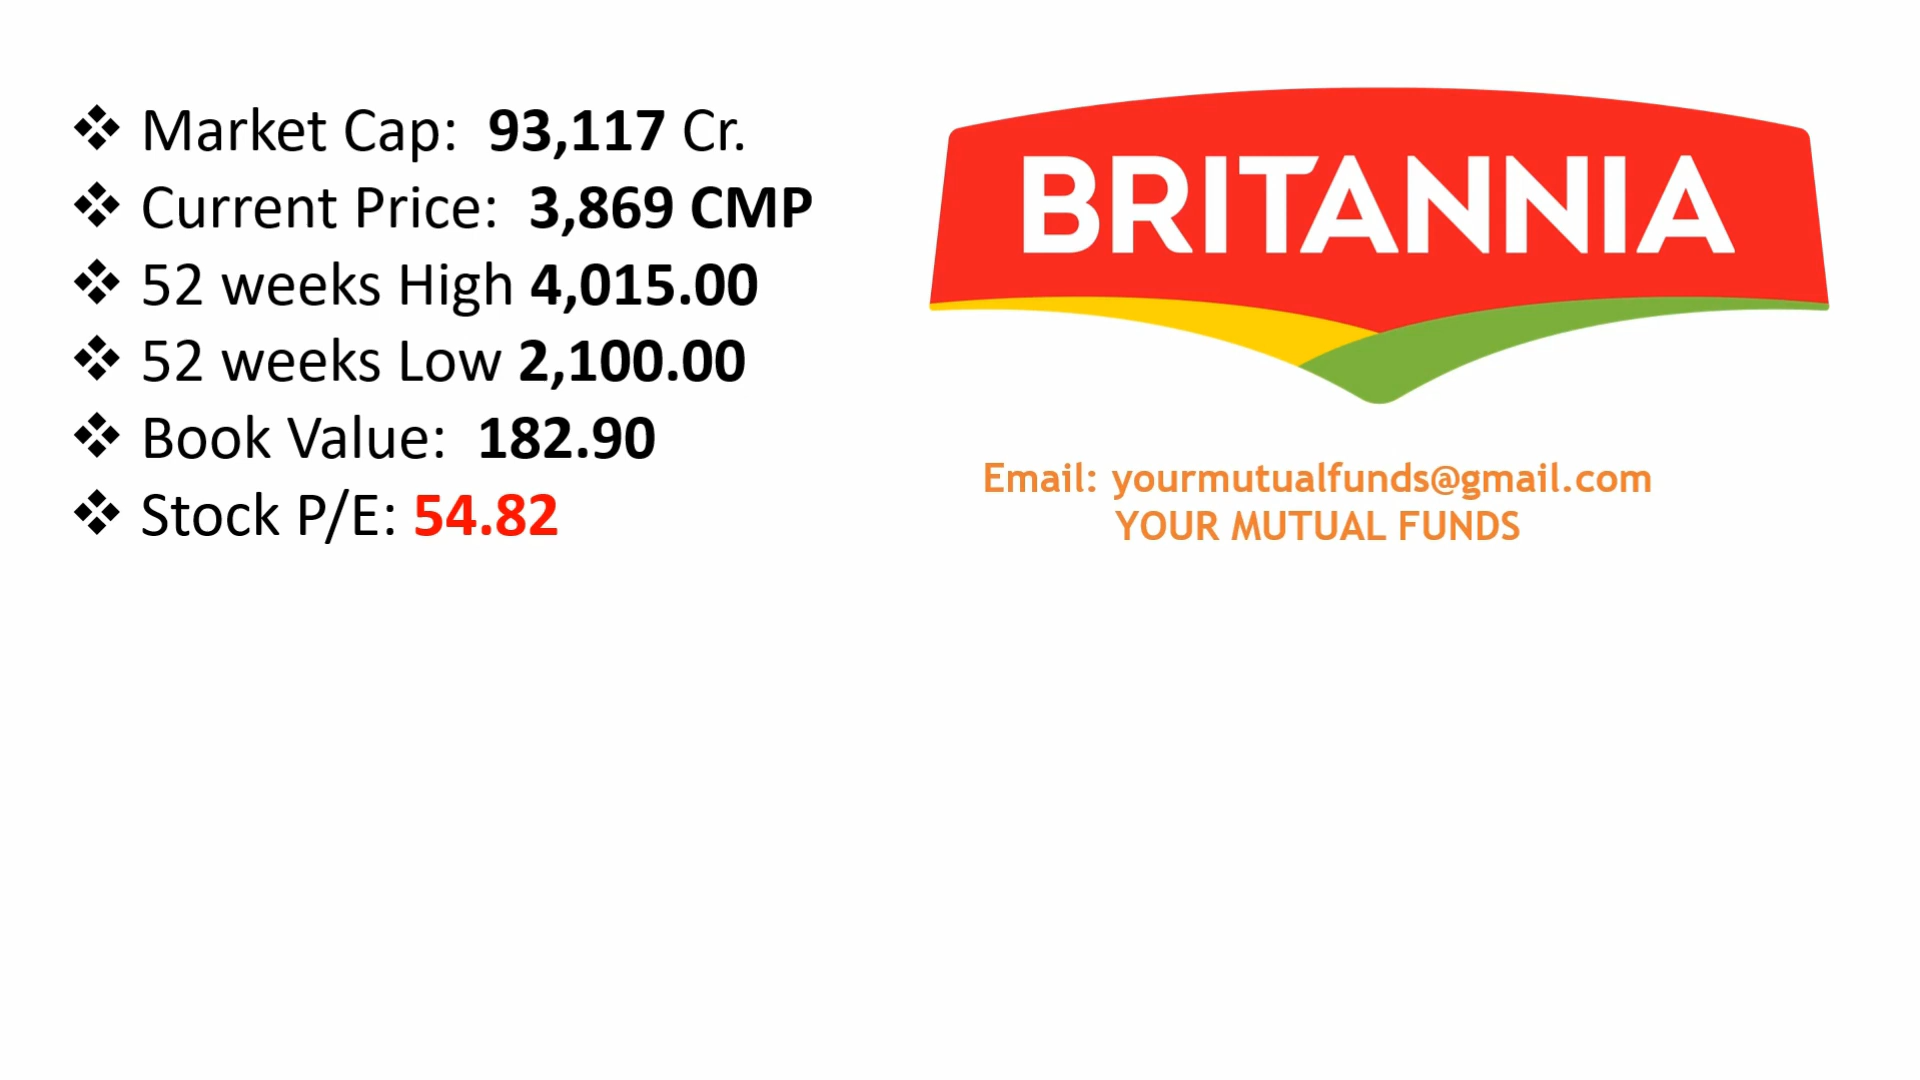 ❖ Market Cap: 93,117 Cr.
❖ Current Price: 3,869 CMP
❖ 52 weeks High 4,015.00
❖ 52 weeks Low 2,100.00
❖ Book Value: 182.90
❖ Stock P/E: 54.82
BRITANNIA
Email: yourmutualfunds@gmail.com
YOUR MUTUAL FUNDS